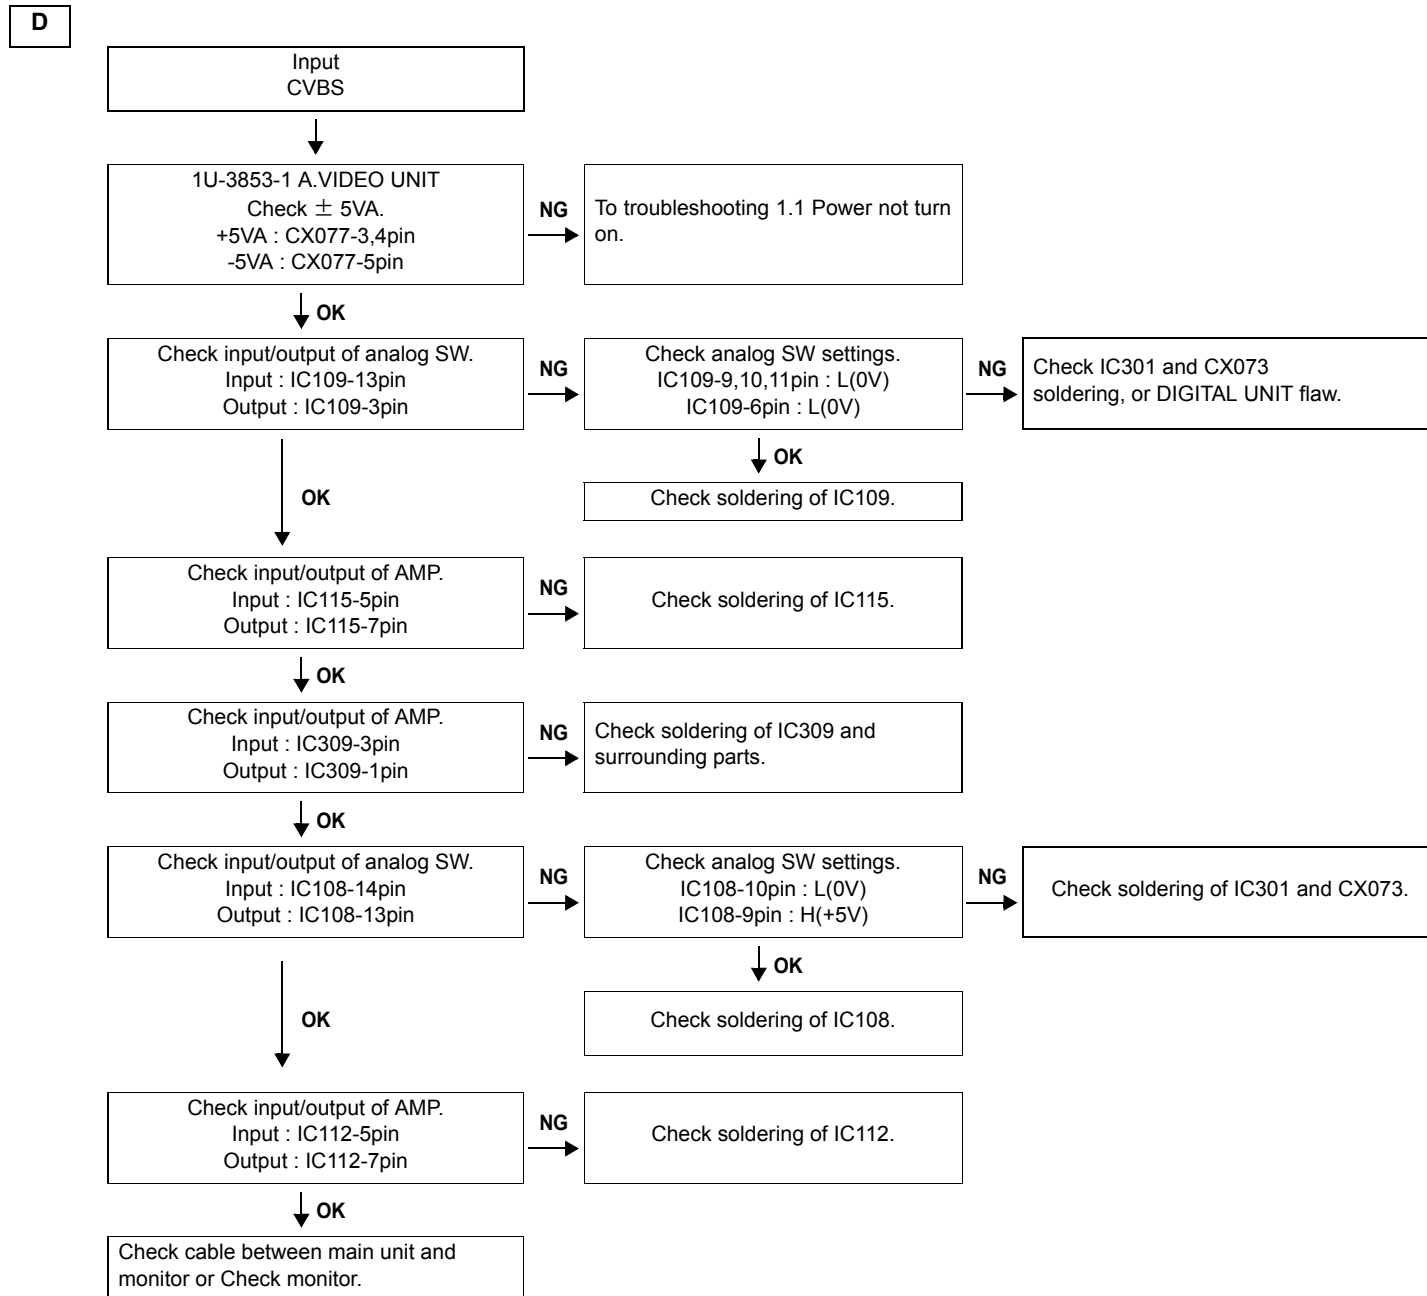 D
Input
CVBS
1U-3853-1 A.VIDEO UNIT
Check ± 5VA.
+5VA : CX077-3,4pin
-5VA : CX077-5pin
NG
To troubleshooting 1.1 Power not turn
on.
OK
Check input/output of analog SW.
Input : IC109-13pin
Output : IC109-3pin
NG
Check analog SW settings.
IC109-9,10,11pin : L(0V)
IC109-6pin : L(0V)
NG
Check IC301 and CX073
soldering, or DIGITAL UNIT flaw.
OK
Check soldering of IC109.
OK
Check input/output of AMP.
Input : IC115-5pin
Output : IC115-7pin
NG
Check soldering of IC115.
OK
Check input/output of AMP.
Input : IC309-3pin
Output : IC309-1pin
NG
Check soldering of IC309 and
surrounding parts.
OK
Check input/output of analog SW.
Input : IC108-14pin
Output : IC108-13pin
NG
Check analog SW settings.
IC108-10pin : L(0V)
IC108-9pin : H(+5V)
NG
Check soldering of IC301 and CX073.
OK
Check soldering of IC108.
OK
Check input/output of AMP.
Input : IC112-5pin
Output : IC112-7pin
NG
Check soldering of IC112.
OK
Check cable between main unit and
monitor or Check monitor.